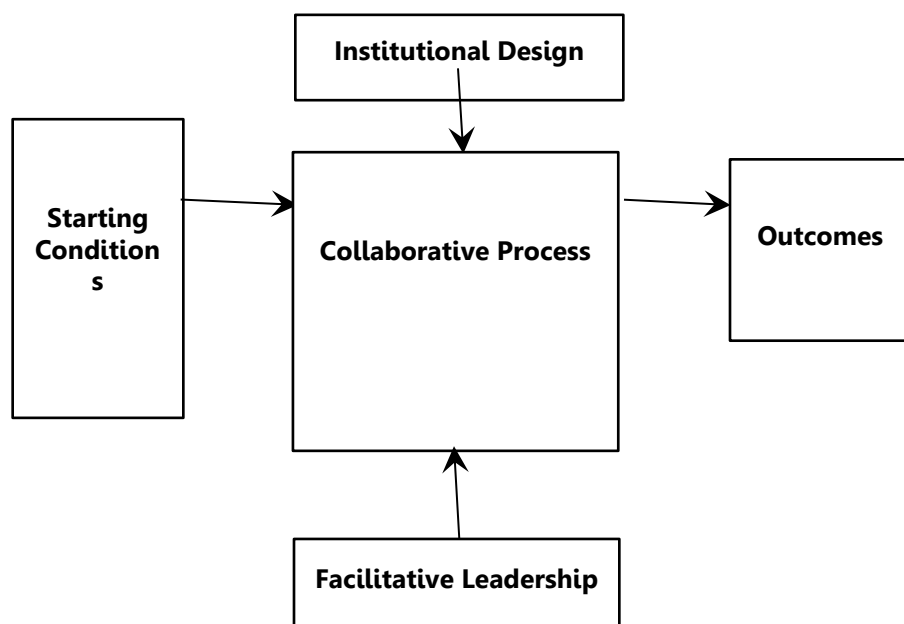 Institutional Design
Starting
Condition
s
Collaborative Process
Outcomes
Facilitative Leadership